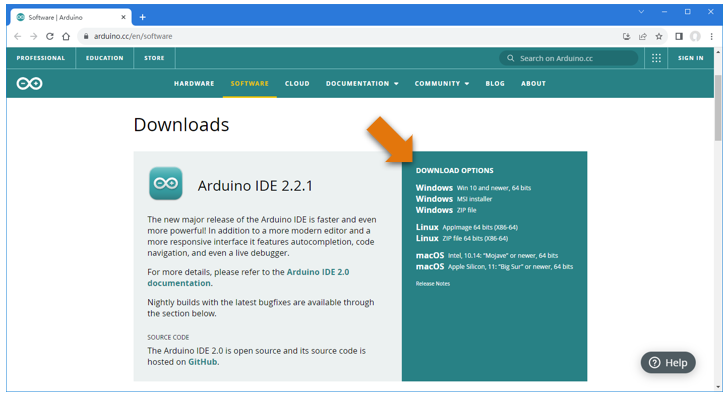 Software | Arduino
arduino.cc/en/software
PROFESSIONAL EDUCATION STORE Search on Arduino.cc SIGN IN
HARDWARE SOFTWARE CLOUD DOCUMENTATION COMMUNITY BLOG ABOUT
Downloads
Arduino IDE 2.2.1
The new major release of the Arduino IDE is faster and even
more powerful! In addition to a more modern editor and a
more responsive interface it features autocompletion, code
navigation, and even a live debugger.
For more details, please refer to the Arduino IDE 2.0
documentation.
Nightly builds with the latest bugfixes are available through
the section below.
SOURCE CODE
The Arduino IDE 2.0 is open source and its source code is
hosted on GitHub.
DOWNLOAD OPTIONS
Windows Win 10 and newer, 64 bits
Windows MSI installer
Windows ZIP file
Linux AppImage 64 bits (X86-64)
Linux ZIP file 64 bits (X86-64)
macOS Intel, 10.14: "Mojave" or newer, 64 bits
macOS Apple Silicon, 11: "Big Sur" or newer, 64 bits
Release Notes
Help